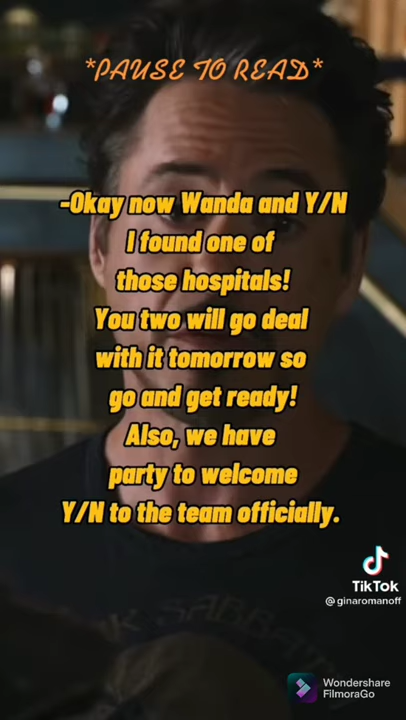 *PAUSE TO READ*
-Okay now Wanda and Y/N
I found one of
those hospitals!
You two will go deal
with it tomorrow so
go and get ready!
Also, we have
party to welcome
Y/N to the team officially.
TikTok
@ginaromanoff
Wondershare
FilmoraGo